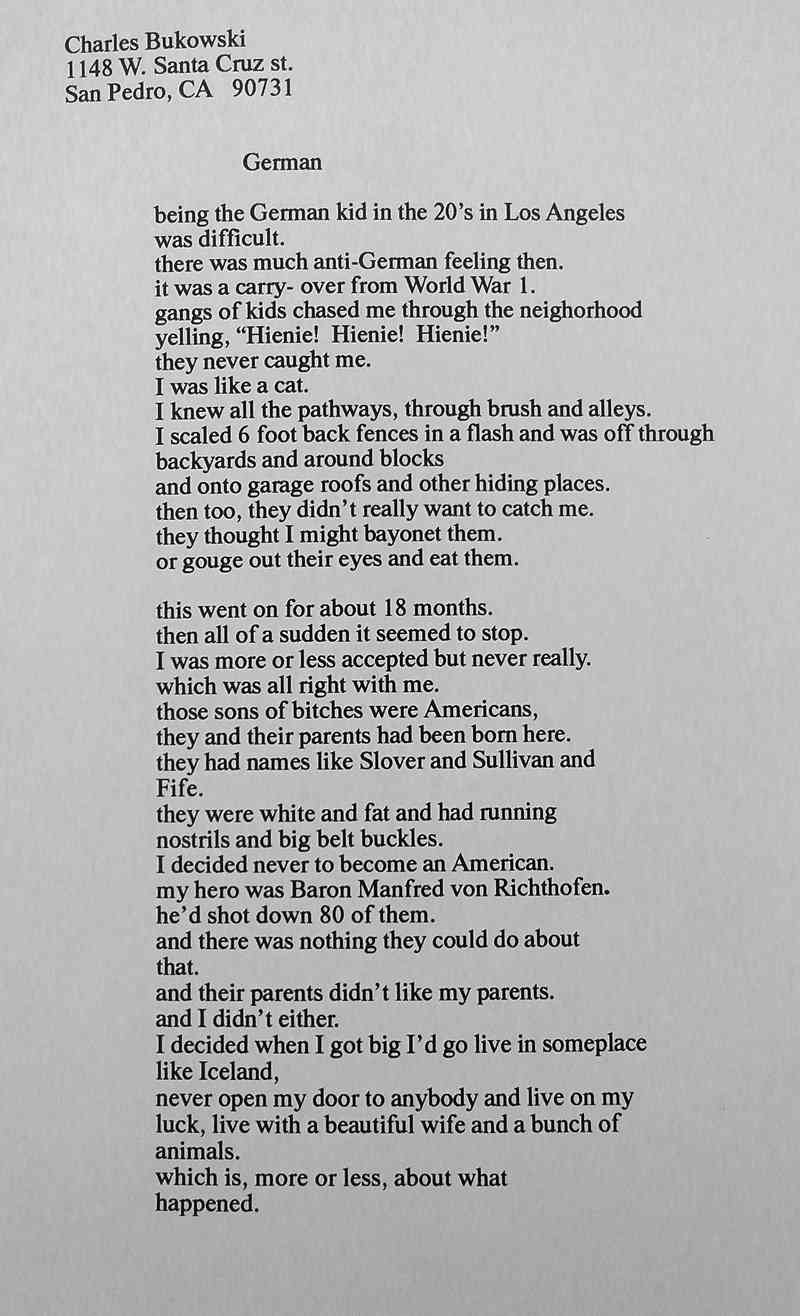 Charles Bukowski
1148 W. Santa Cruz st.
San Pedro, CA 90731
German
being the German kid in the 20's in Los Angeles
was difficult.
there was much anti-German feeling then.
it was a carry- over from World War 1.
gangs of kids chased me through the neighorhood
yelling, “Hienie! Hienie! Hienie!”
they never caught me.
I was like a cat.
I knew all the pathways, through brush and alleys.
I scaled 6 foot back fences in a flash and was off through
backyards and around blocks
and onto garage roofs and other hiding places.
then too, they didn't really want to catch me.
they thought I might bayonet them.
or gouge out their eyes and eat them.
this went on for about 18 months.
then all of a sudden it seemed to stop.
I was more or less accepted but never really.
which was all right with me.
those sons of bitches were Americans,
they and their parents had been born here.
they had names like Slover and Sullivan and
Fife.
they were white and fat and had running
nostrils and big belt buckles.
I decided never to become an American.
my hero was Baron Manfred von Richthofen.
he'd shot down 80 of them.
and there was nothing they could do about
that.
and their parents didn't like my parents.
and I didn't either.
I decided when I got big I'd go live in someplace
like Iceland,
never open my door to anybody and live on my
luck, live with a beautiful wife and a bunch of
animals.
which is, more or less, about what
happened.